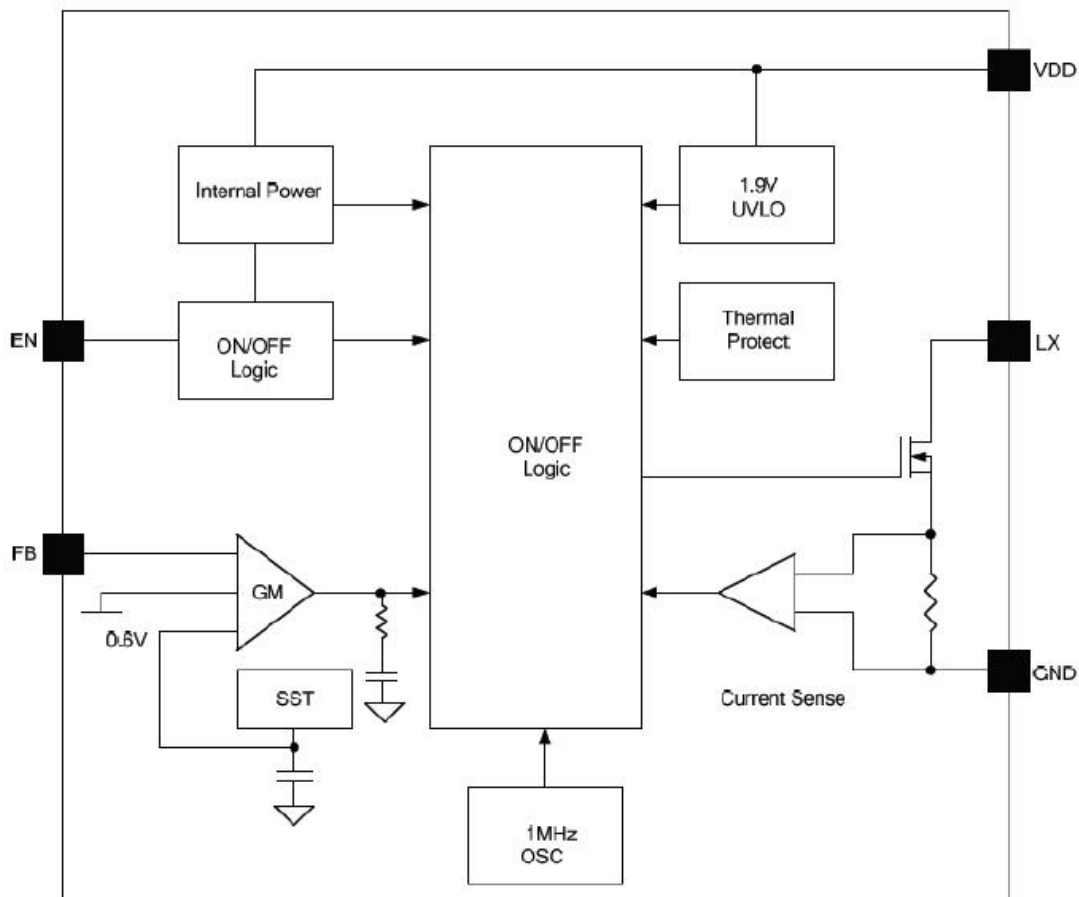 VDD
Internal Power
1.9V
UVLO
EN
ON/OFF
Logic
Thermal
Protect
LX
ON/OFF
Logic
FB
GM
0.6V
SST
Current Sense
GND
1MHz
OSC